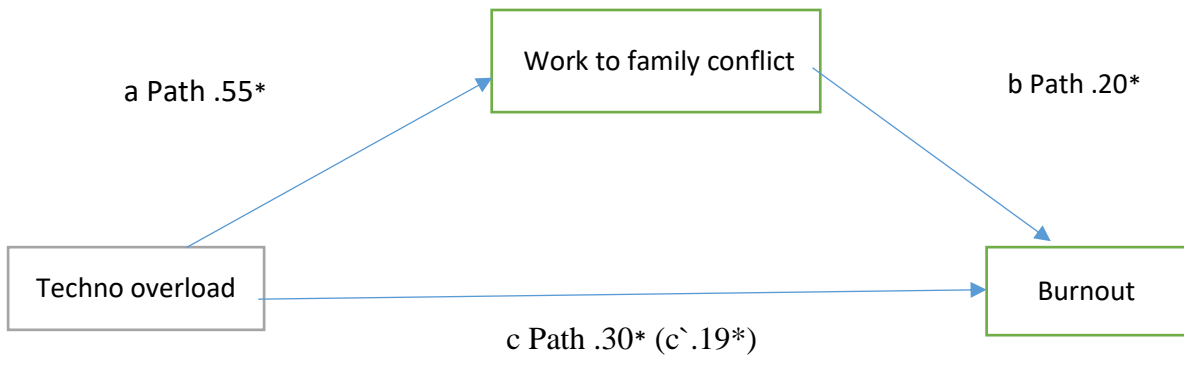 Work to family conflict
a Path .55*
b Path .20*
Techno overload
Burnout
c Path .30* (c`.19*)